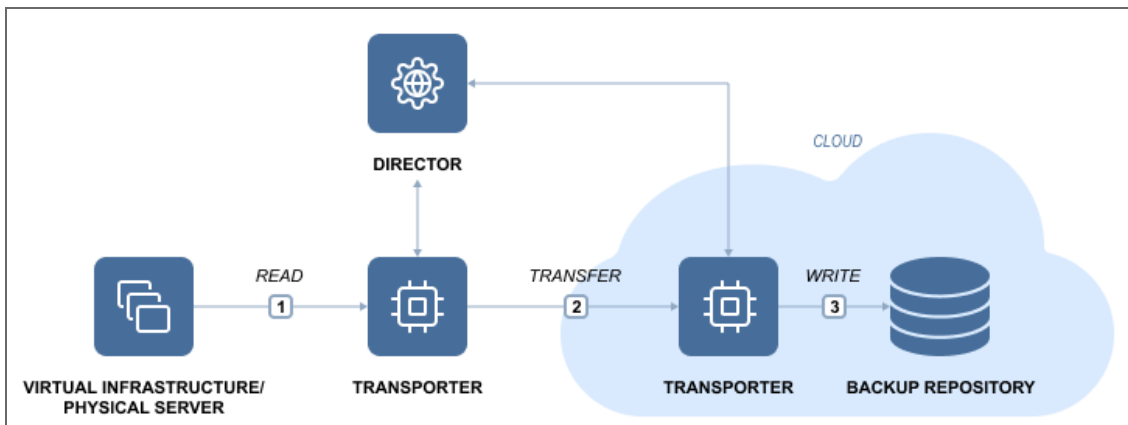 DIRECTOR
CLOUD
READ
1
TRANSFER
2
WRITE
3
VIRTUAL INFRASTRUCTURE/
PHYSICAL SERVER
TRANSPORTER
TRANSPORTER
BACKUP REPOSITORY